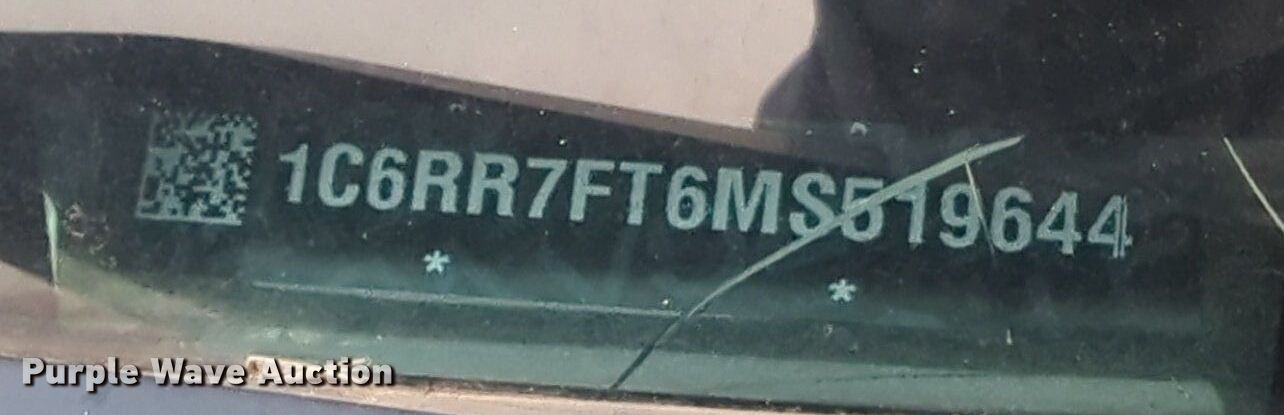 1C6RR7FT6MS519644
* *
Purple Wave Auction